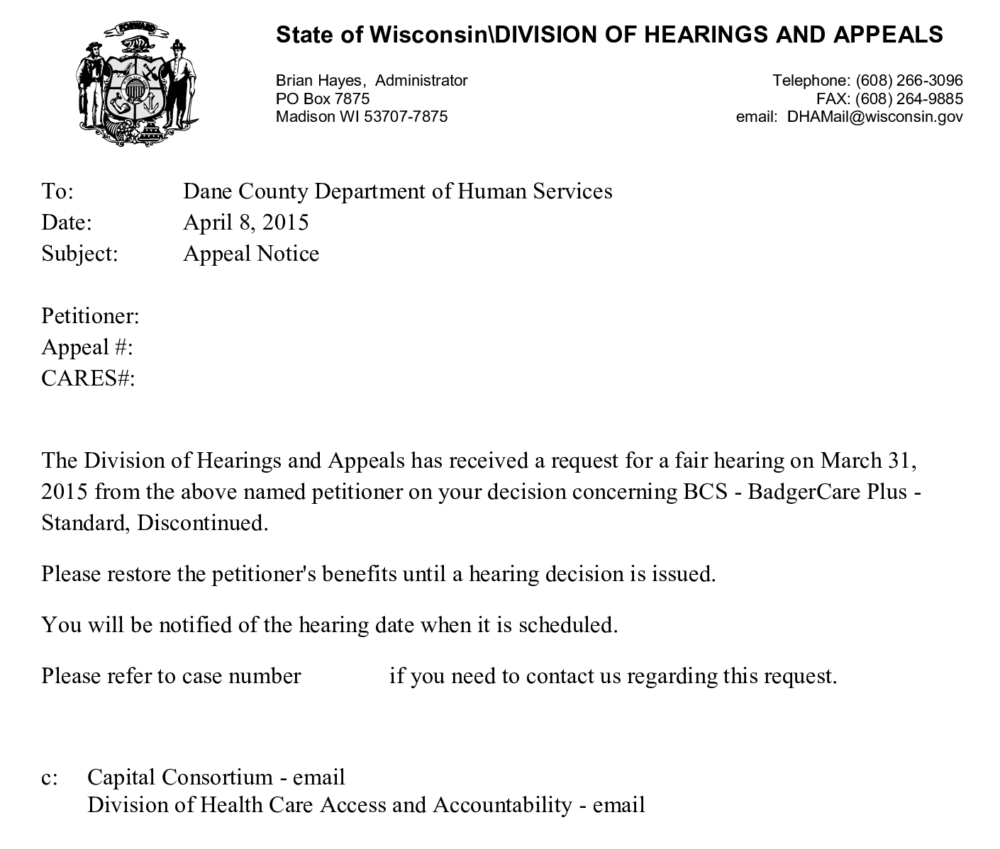 FORWARD
State of Wisconsin\DIVISION OF HEARINGS AND APPEALS
Brian Hayes, Administrator
PO Box 7875
Madison WI 53707-7875
Telephone: (608) 266-3096
FAX: (608) 264-9885
email: DHAMail@wisconsin.gov
To: Dane County Department of Human Services
Date: April 8, 2015
Subject: Appeal Notice
Petitioner:
Appeal #:
CARES#:
The Division of Hearings and Appeals has received a request for a fair hearing on March 31,
2015 from the above named petitioner on your decision concerning BCS - BadgerCare Plus -
Standard, Discontinued.
Please restore the petitioner's benefits until a hearing decision is issued.
You will be notified of the hearing date when it is scheduled.
Please refer to case number if you need to contact us regarding this request.
c: Capital Consortium - email
Division of Health Care Access and Accountability - email